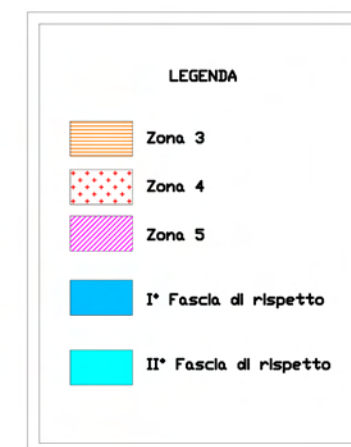 LEGENDA
Zona 3
Zona 4
Zona 5
I° Fascia di rispetto
II° Fascia di rispetto